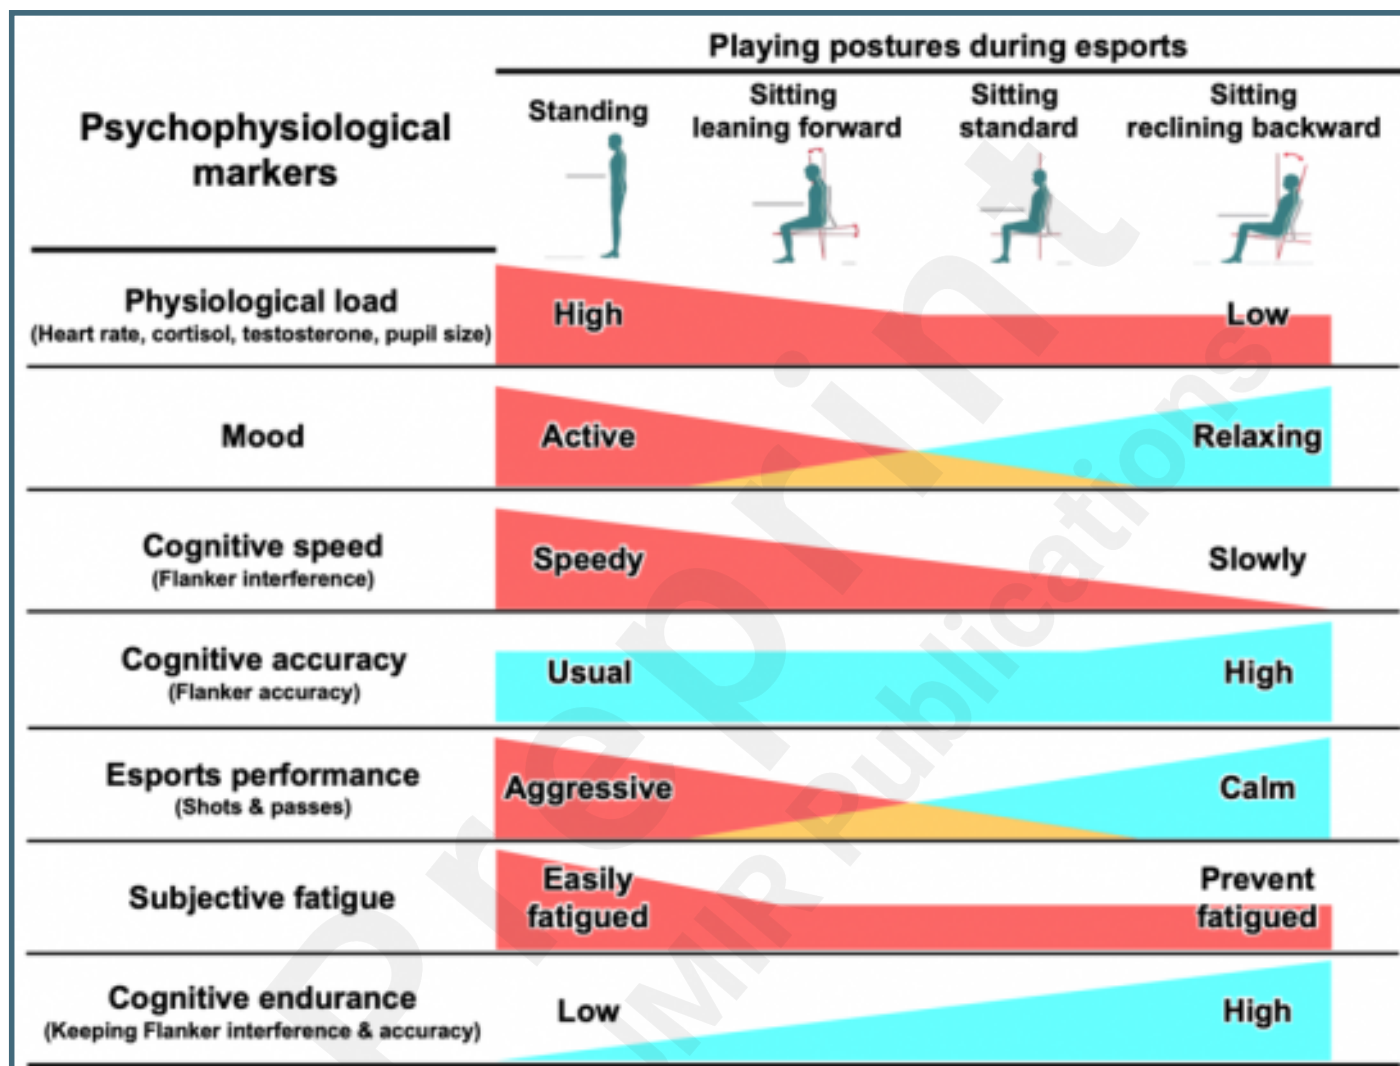 Playing postures during esports
Psychophysiological
markers
Standing
Sitting
leaning forward
Sitting
standard
Sitting
reclining backward
Physiological load
(Heart rate, cortisol, testosterone, pupil size)
High
Low
Mood
Active
Relaxing
Cognitive speed
(Flanker interference)
Speedy
Slowly
Cognitive accuracy
(Flanker accuracy)
Usual
High
Esports performance
(Shots & passes)
Aggressive
Calm
Subjective fatigue
Easily
fatigued
Prevent
fatigued
Cognitive endurance
(Keeping Flanker interference & accuracy)
Low
High
Preprint
JMIR Publications